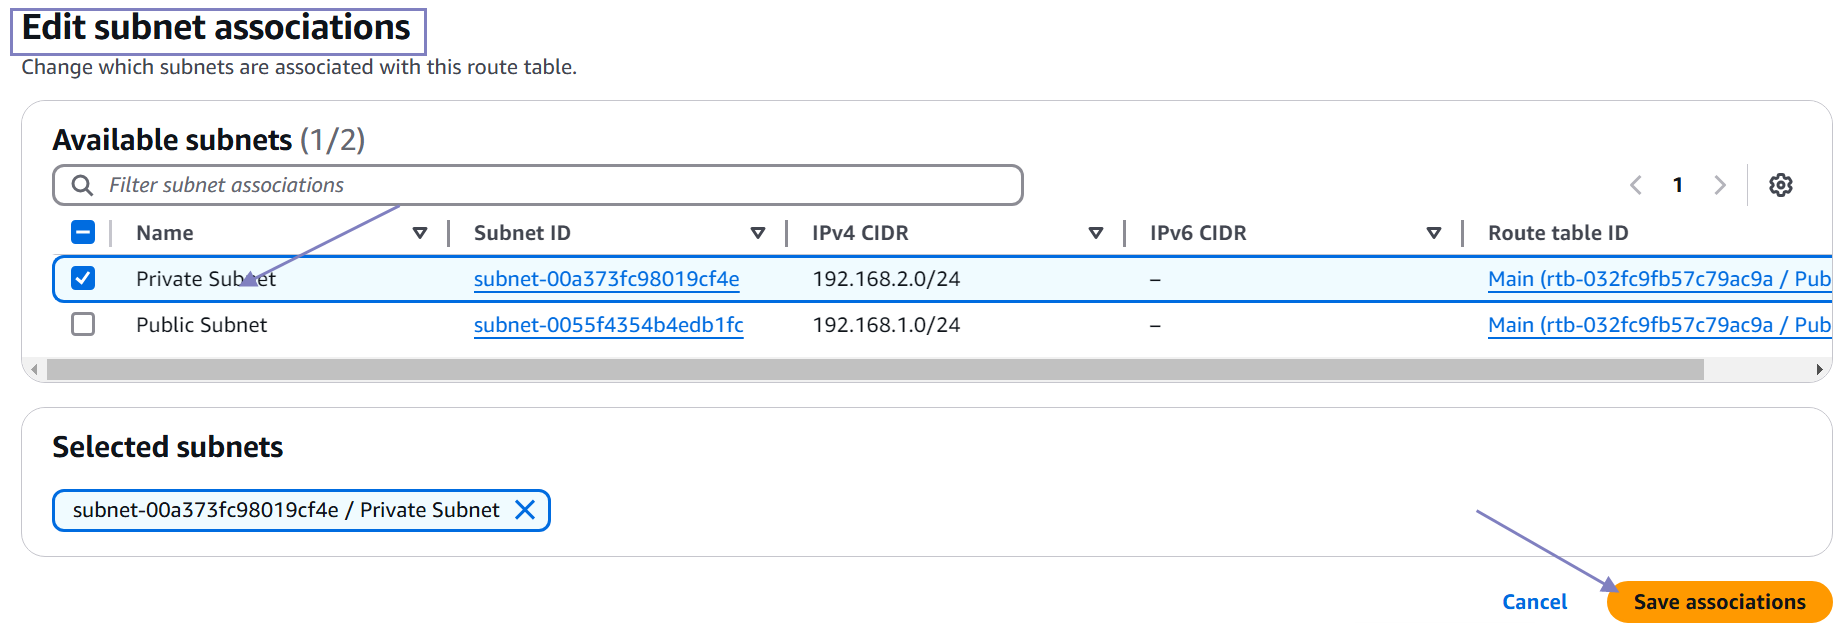 Edit subnet associations
Change which subnets are associated with this route table.
Available subnets (1/2)
Filter subnet associations
1
Name Subnet ID IPv4 CIDR IPv6 CIDR Route table ID
Private Subnet subnet-00a373fc98019cf4e 192.168.2.0/24 – Main (rtb-032fc9fb57c79ac9a / Pub
Public Subnet subnet-0055f4354b4edb1fc 192.168.1.0/24 – Main (rtb-032fc9fb57c79ac9a / Pub
Selected subnets
subnet-00a373fc98019cf4e / Private Subnet
Cancel Save associations